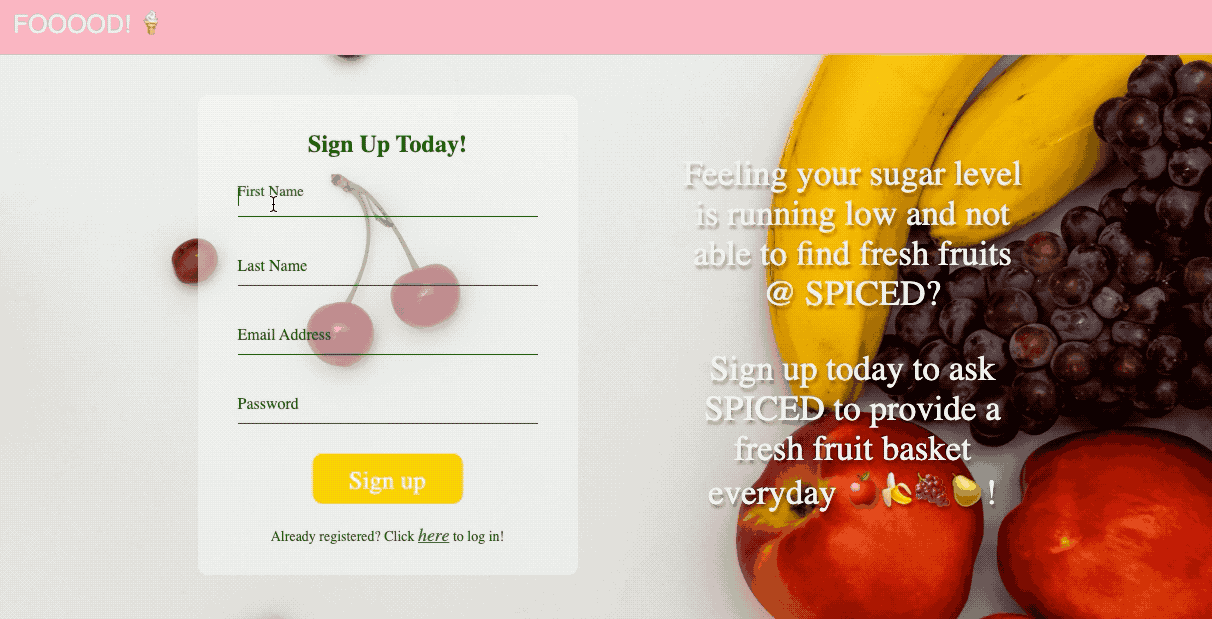 FOOOOD! 🍦
Sign Up Today!
First Name
Last Name
Email Address
Password
Sign up
Already registered? Click here to log in!
Feeling your sugar level
is running low and not
able to find fresh fruits
@ SPICED?
Sign up today to ask
SPICED to provide a
fresh fruit basket
everyday 🍎🍌🍇🍋!